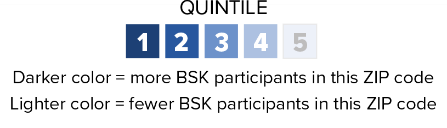 QUINTILE
1 2 3 4 5
Darker color = more BSK participants in this ZIP code
Lighter color = fewer BSK participants in this ZIP code